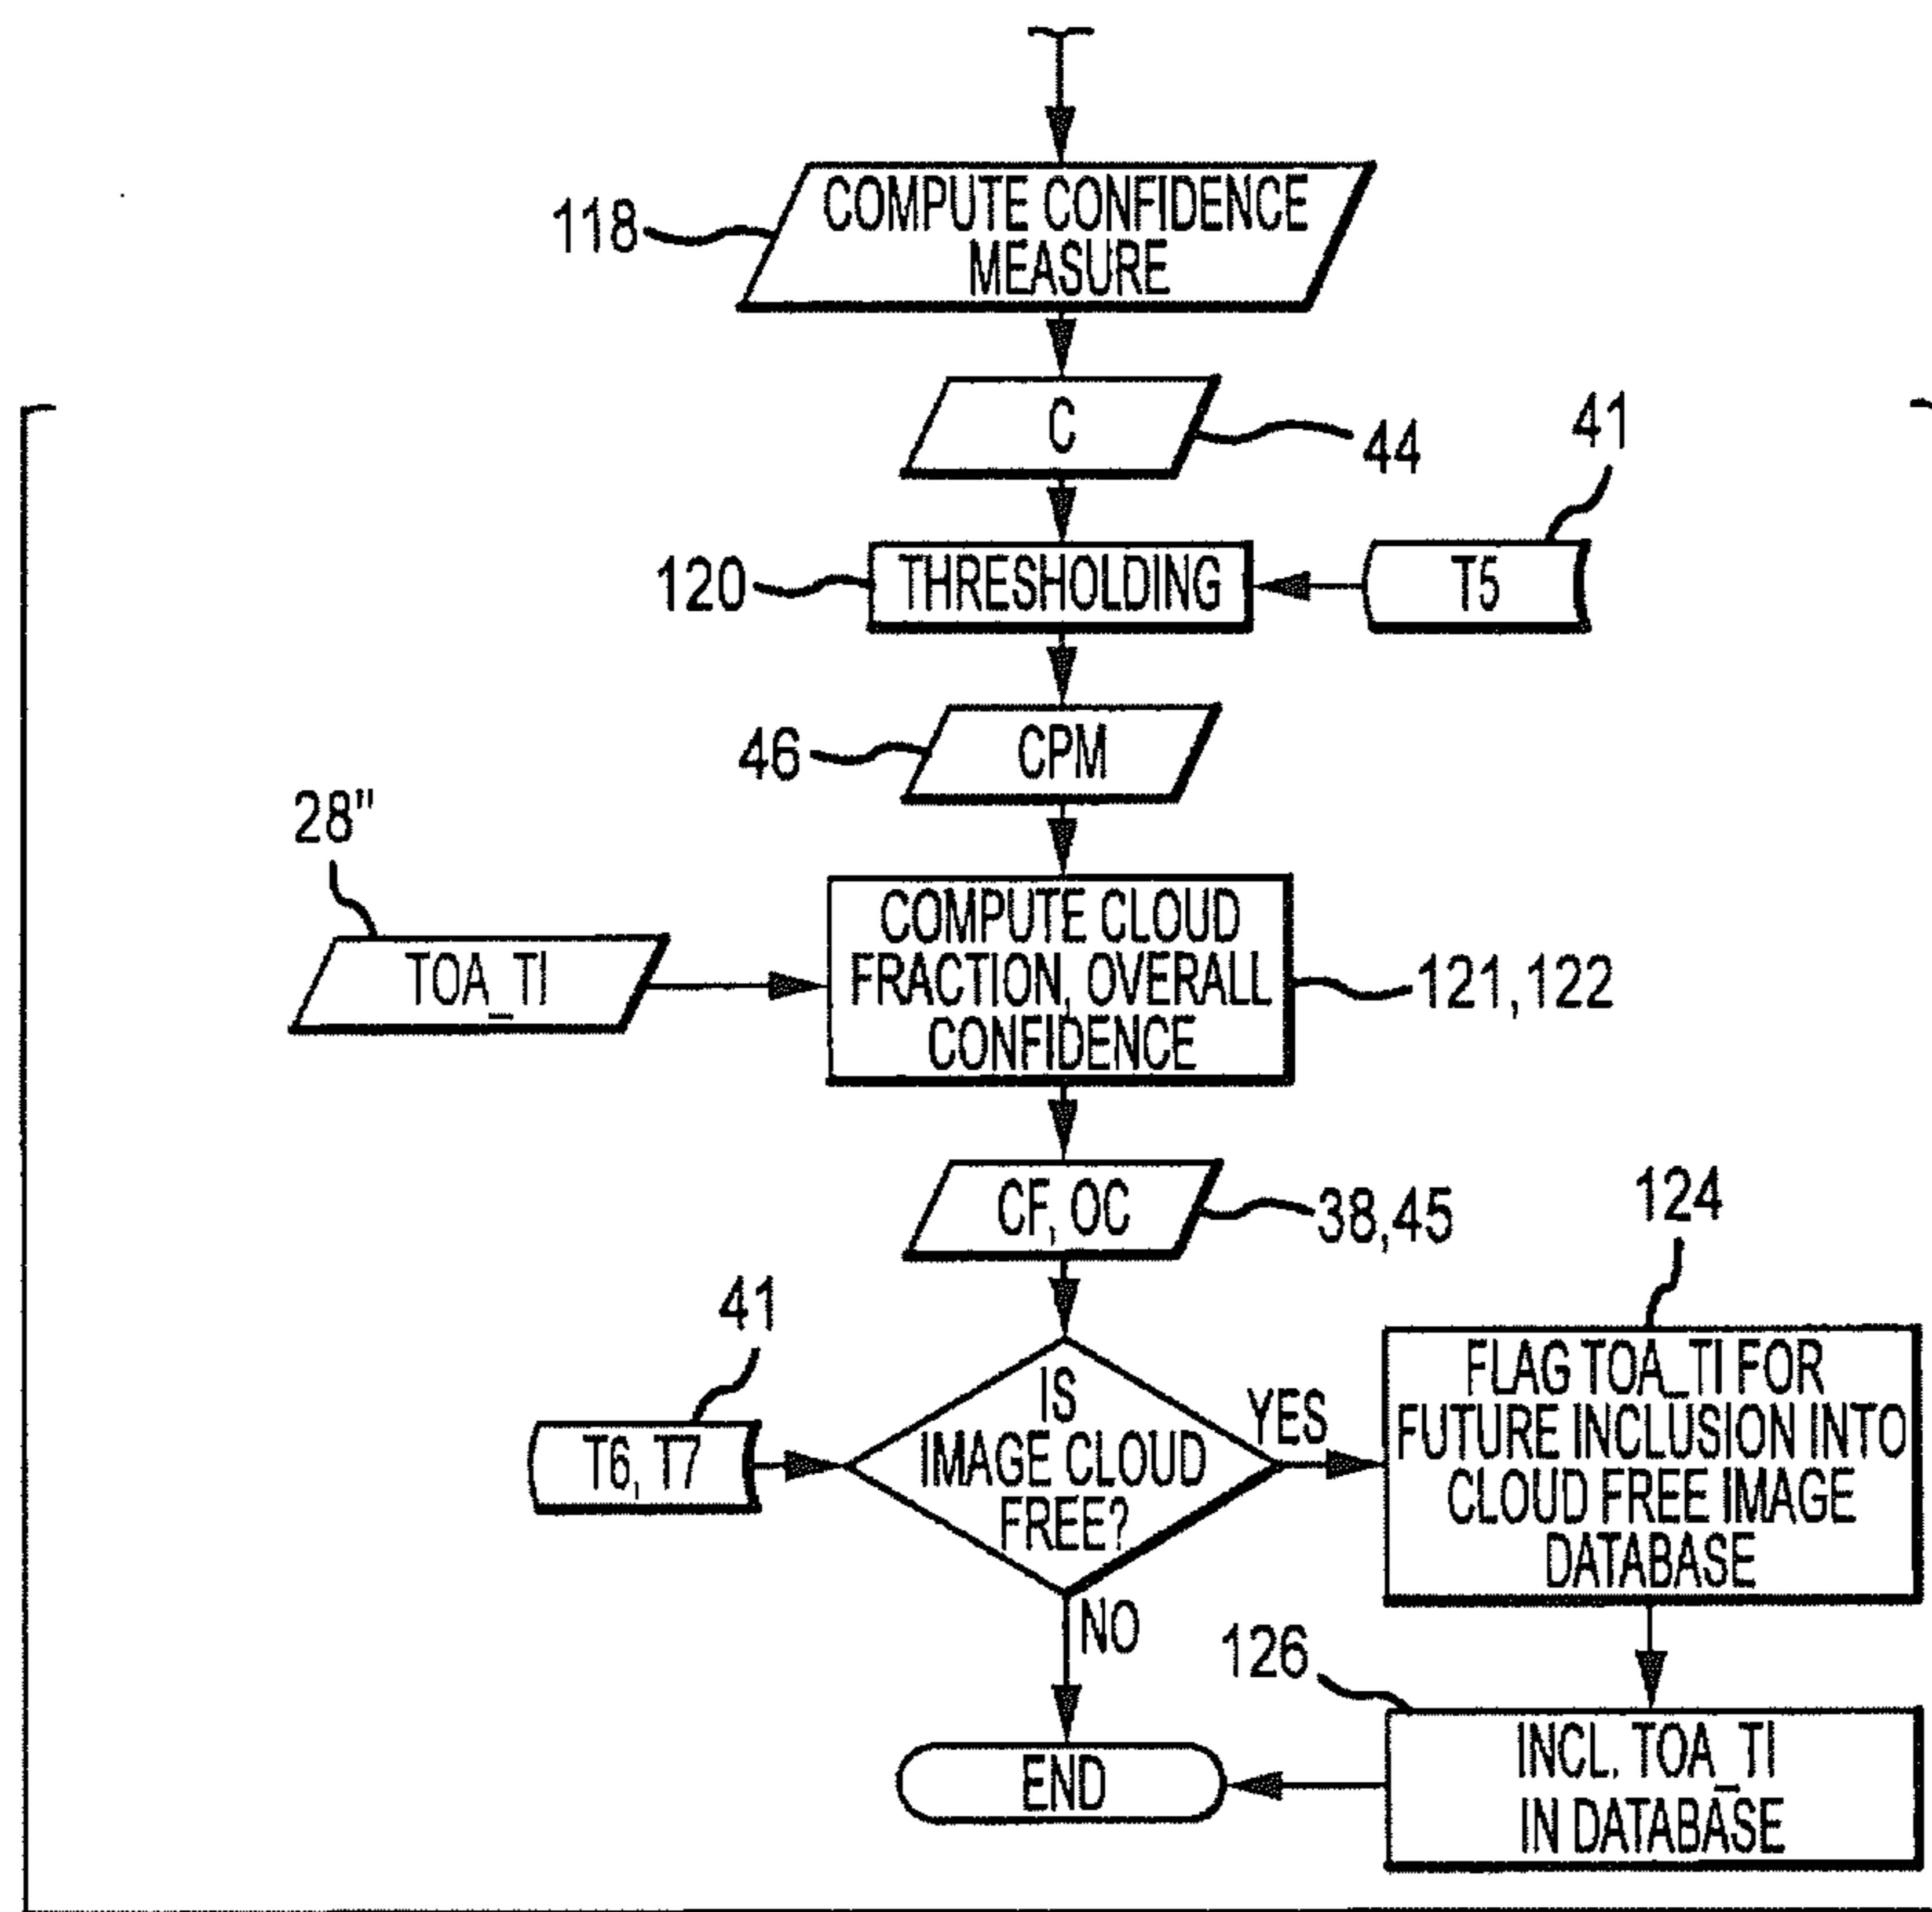 118
COMPUTE CONFIDENCE
MEASURE
C
44
41
120
THRESHOLDING
T5
46
CPM
28"
TOA_TI
COMPUTE CLOUD
FRACTION, OVERALL
CONFIDENCE
121, 122
CF, OC
38,45
124
41
T6, T7
IS
IMAGE CLOUD
FREE?
YES
FLAG TOA_TI FOR
FUTURE INCLUSION INTO
CLOUD FREE IMAGE
DATABASE
NO
126
END
INCL. TOA_TI
IN DATABASE